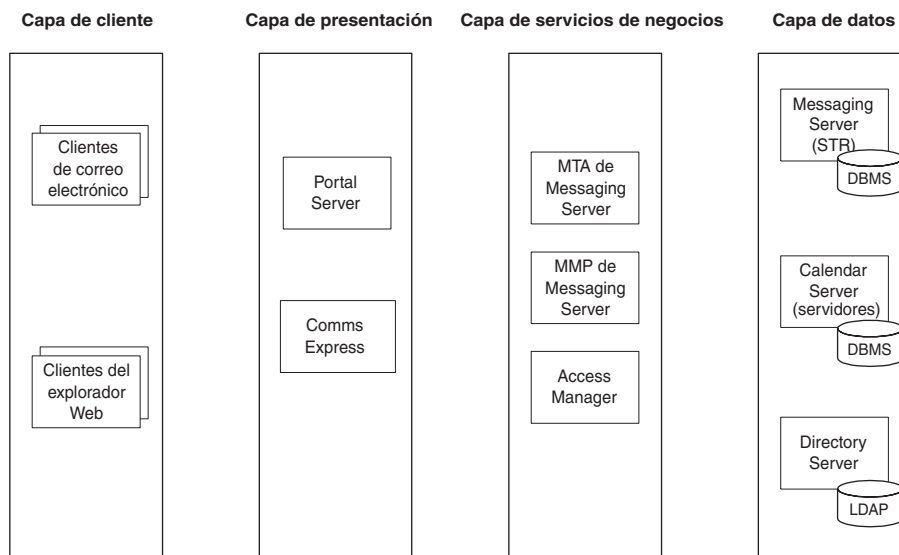 Capa de cliente
Capa de presentación
Capa de servicios de negocios
Capa de datos
Clientes
de correo
electrónico
Clientes del
explorador
Web
Portal
Server
Comms
Express
MTA de
Messaging
Server
MMP de
Messaging
Server
Access
Manager
Messaging
Server
(STR)
DBMS
Calendar
Server
(servidores)
DBMS
Directory
Server
LDAP